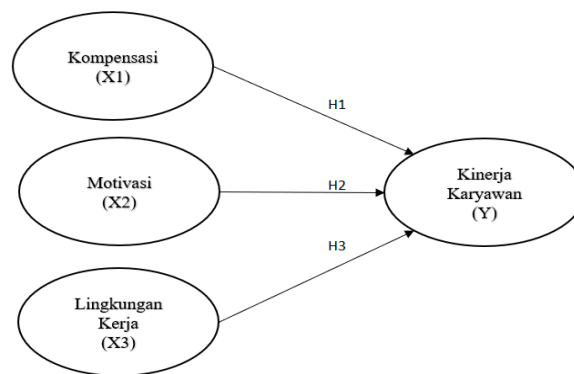 Kompensasi
(X1)
H1
Motivasi
(X2)
H2
Kinerja
Karyawan
(Y)
H3
Lingkungan
Kerja
(X3)